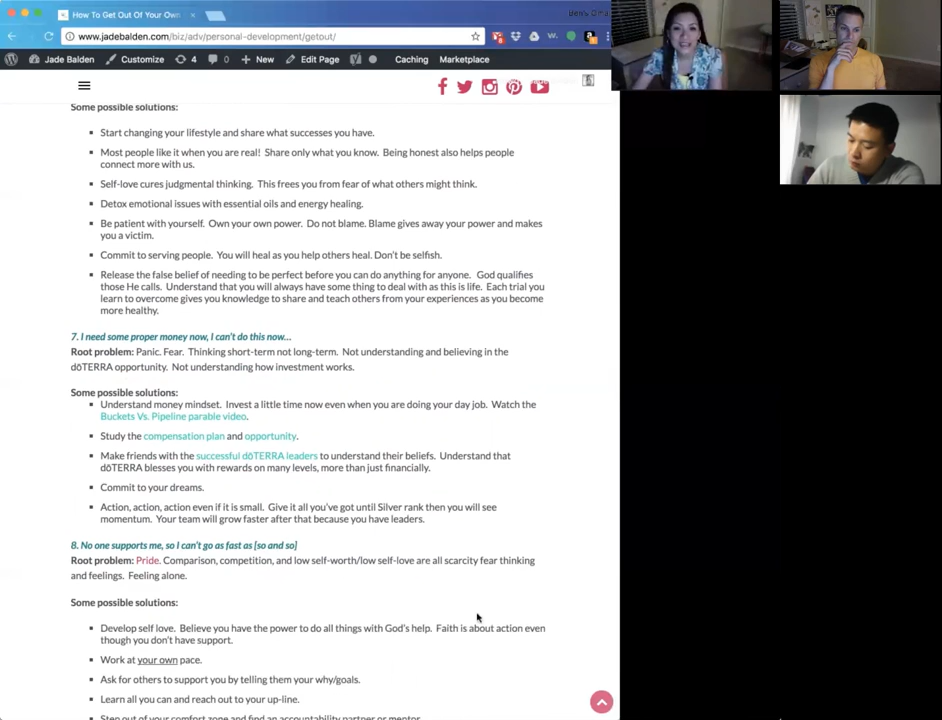 How To Get Out Of Your Own
www.jadebalden.com/biz/adv/personal-development/getout/
Jade Balden Customize 4 0 New Edit Page Caching Marketplace
Some possible solutions:
Start changing your lifestyle and share what successes you have.
Most people like it when you are real! Share only what you know. Being honest also helps people
connect more with us.
Self-love cures judgmental thinking. This frees you from fear of what others might think.
Detox emotional issues with essential oils and energy healing.
Be patient with yourself. Own your own power. Do not blame. Blame gives away your power and makes
you a victim.
Commit to serving people. You will heal as you help others heal. Don't be selfish.
Release the false belief of needing to be perfect before you can do anything for anyone. God qualifies
those He calls. Understand that you will always have some thing to deal with as this is life. Each trial you
learn to overcome gives you knowledge to share and teach others from your experiences as you become
more healthy.
7. I need some proper money now, I can't do this now...
Root problem: Panic. Fear. Thinking short-term not long-term. Not understanding and believing in the
dōTERRA opportunity. Not understanding how investment works.
Some possible solutions:
Understand money mindset. Invest a little time now even when you are doing your day job. Watch the
Buckets Vs. Pipeline parable video.
Study the compensation plan and opportunity.
Make friends with the successful dōTERRA leaders to understand their beliefs. Understand that
dōTERRA blesses you with rewards on many levels, more than just financially.
Commit to your dreams.
Action, action, action even if it is small. Give it all you've got until Silver rank then you will see
momentum. Your team will grow faster after that because you have leaders.
8. No one supports me, so I can't go as fast as [so and so]
Root problem: Pride. Comparison, competition, and low self-worth/low self-love are all scarcity fear thinking
and feelings. Feeling alone.
Some possible solutions:
Develop self love. Believe you have the power to do all things with God's help. Faith is about action even
though you don't have support.
Work at your own pace.
Ask for others to support you by telling them your why/goals.
Learn all you can and reach out to your up-line.
Step out of your comfort zone and find an accountability partner or mentor.